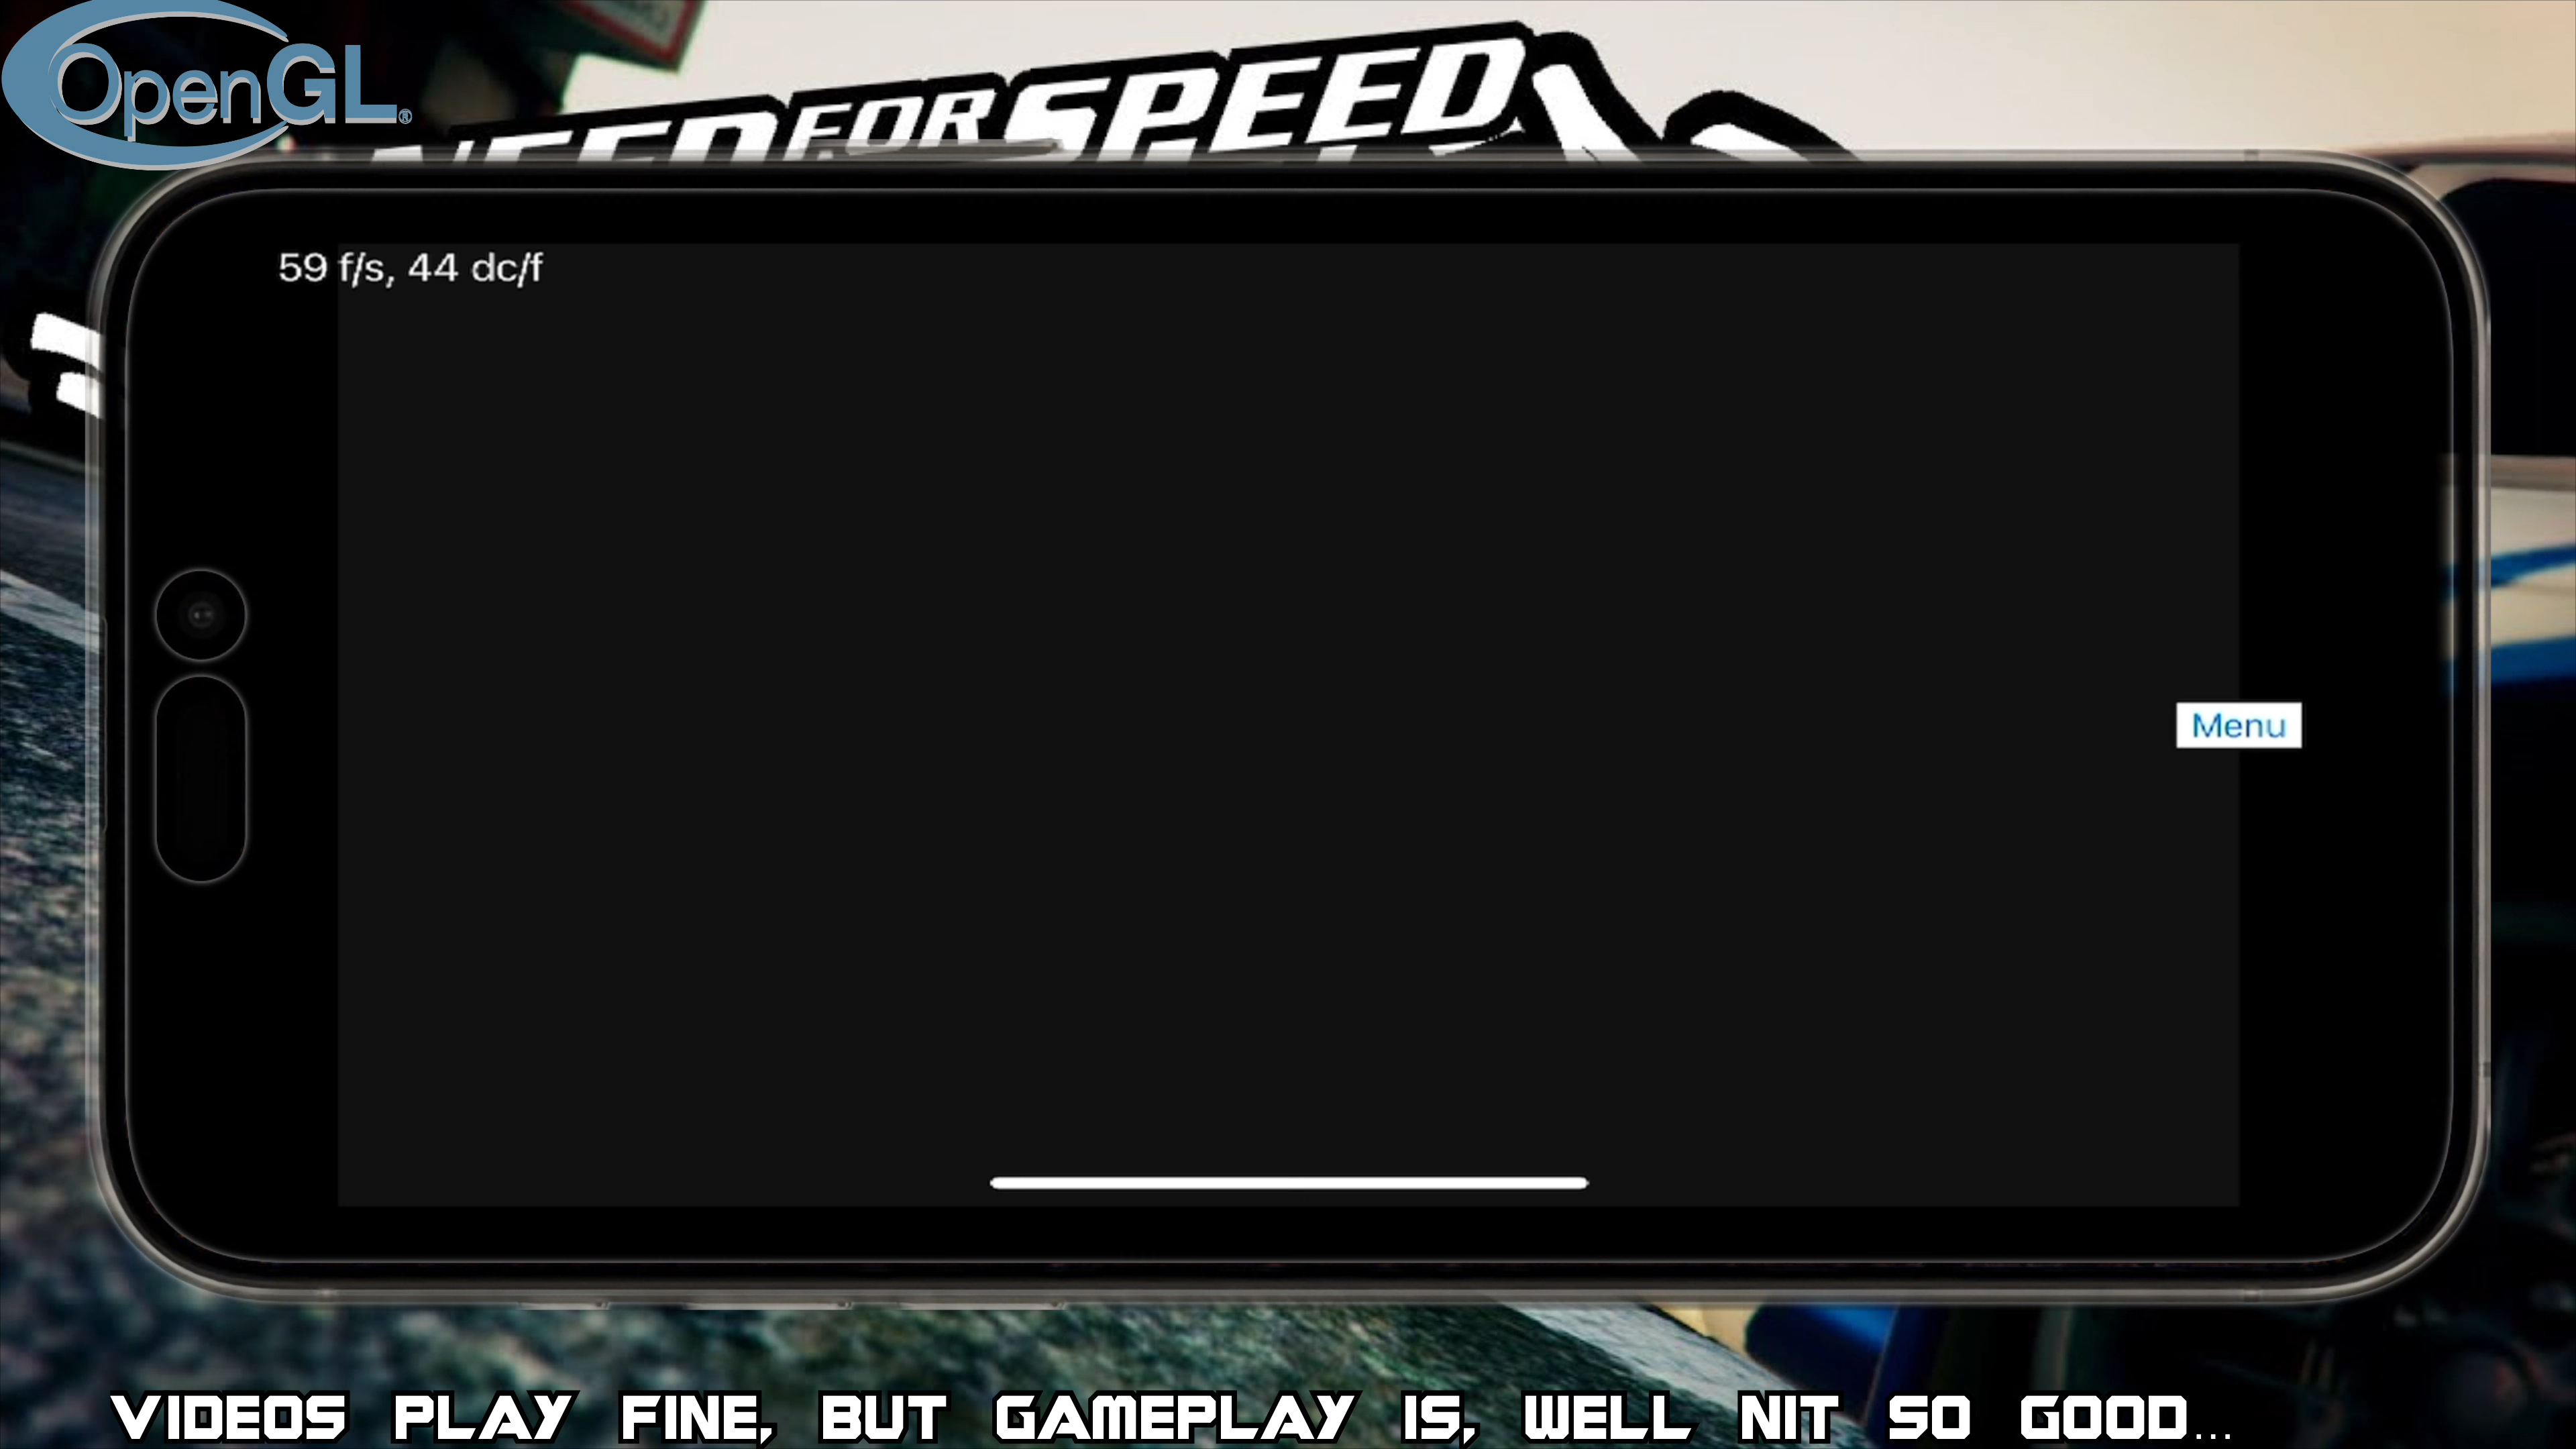 OpenGL®
NEED FOR SPEED
59 f/s, 44 dc/f
Menu
VIDEOS PLAY FINE, BUT GAMEPLAY IS, WELL NIT SO GOOD...